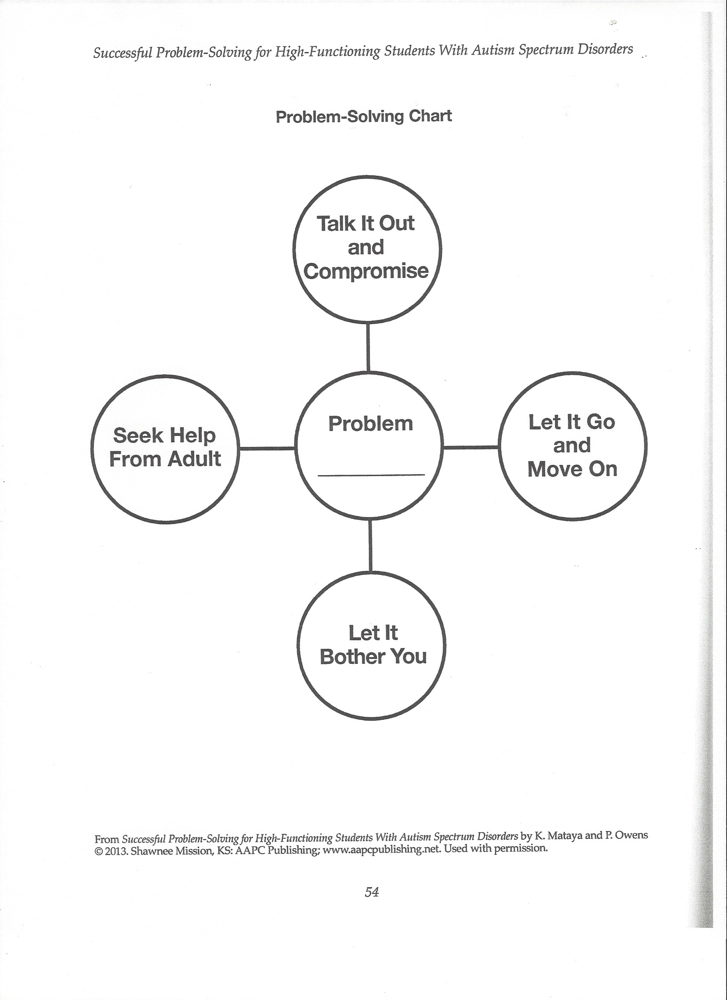 Successful Problem-Solving for High-Functioning Students With Autism Spectrum Disorders
Problem-Solving Chart
Talk It Out
and
Compromise
Seek Help
From Adult
Problem
Let It Go
and
Move On
Let It
Bother You
From Successful Problem-Solving for High-Functioning Students With Autism Spectrum Disorders by K. Mataya and P. Owens
© 2013. Shawnee Mission, KS: AAPC Publishing; www.aapcpublishing.net. Used with permission.
54